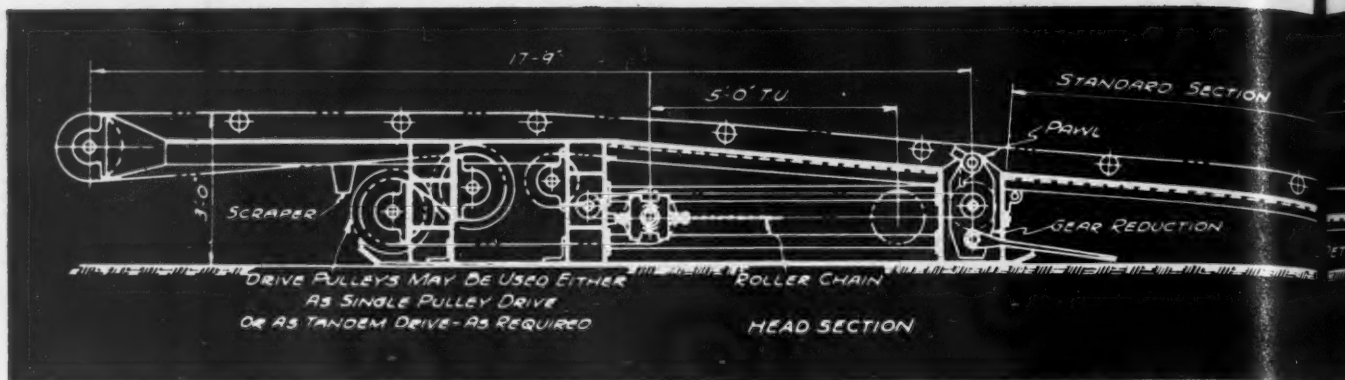 17'-9"
5'-0" T.U.
STANDARD SECTION
PAWL
3'-0"
SCRAPER
GEAR REDUCTION
DRIVE PULLEYS MAY BE USED EITHER
AS SINGLE PULLEY DRIVE
OR AS TANDEM DRIVE-AS REQUIRED
ROLLER CHAIN
HEAD SECTION